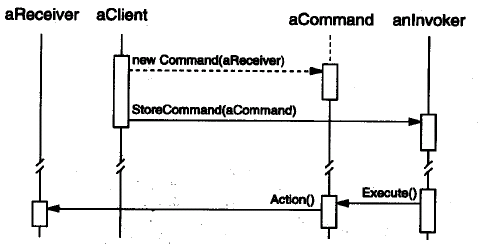 aReceiver aClient aCommand anInvoker
new Command(aReceiver)
StoreCommand(aCommand)
Action() Execute()